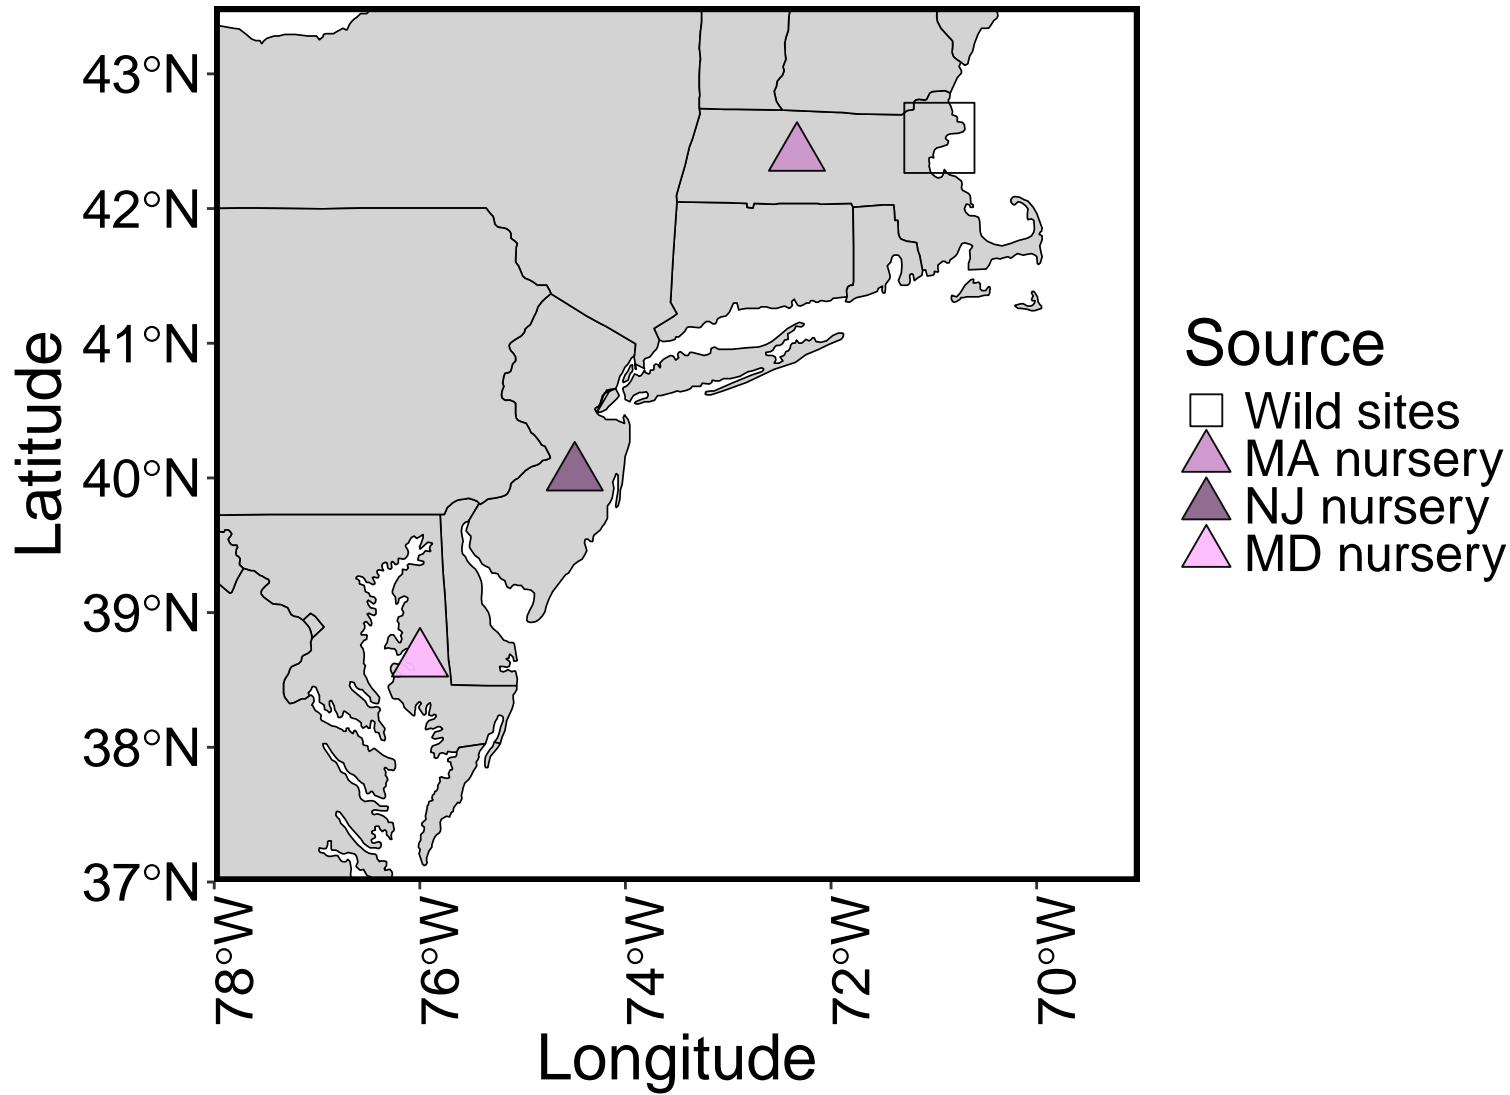 43°N
42°N
41°N
40°N
39°N
38°N
37°N
Latitude
78°W
76°W
74°W
72°W
70°W
Longitude
Source
Wild sites
MA nursery
NJ nursery
MD nursery